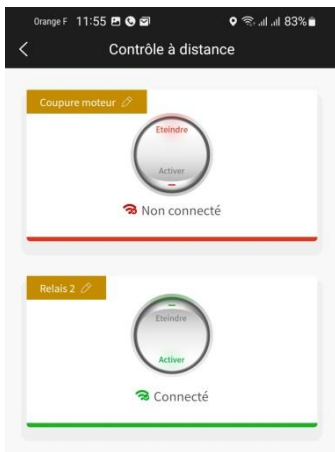 Orange F 11:55 83%
Contrôle à distance
Coupure moteur
Eteindre
Activer
Non connecté
Relais 2
Eteindre
Activer
Connecté